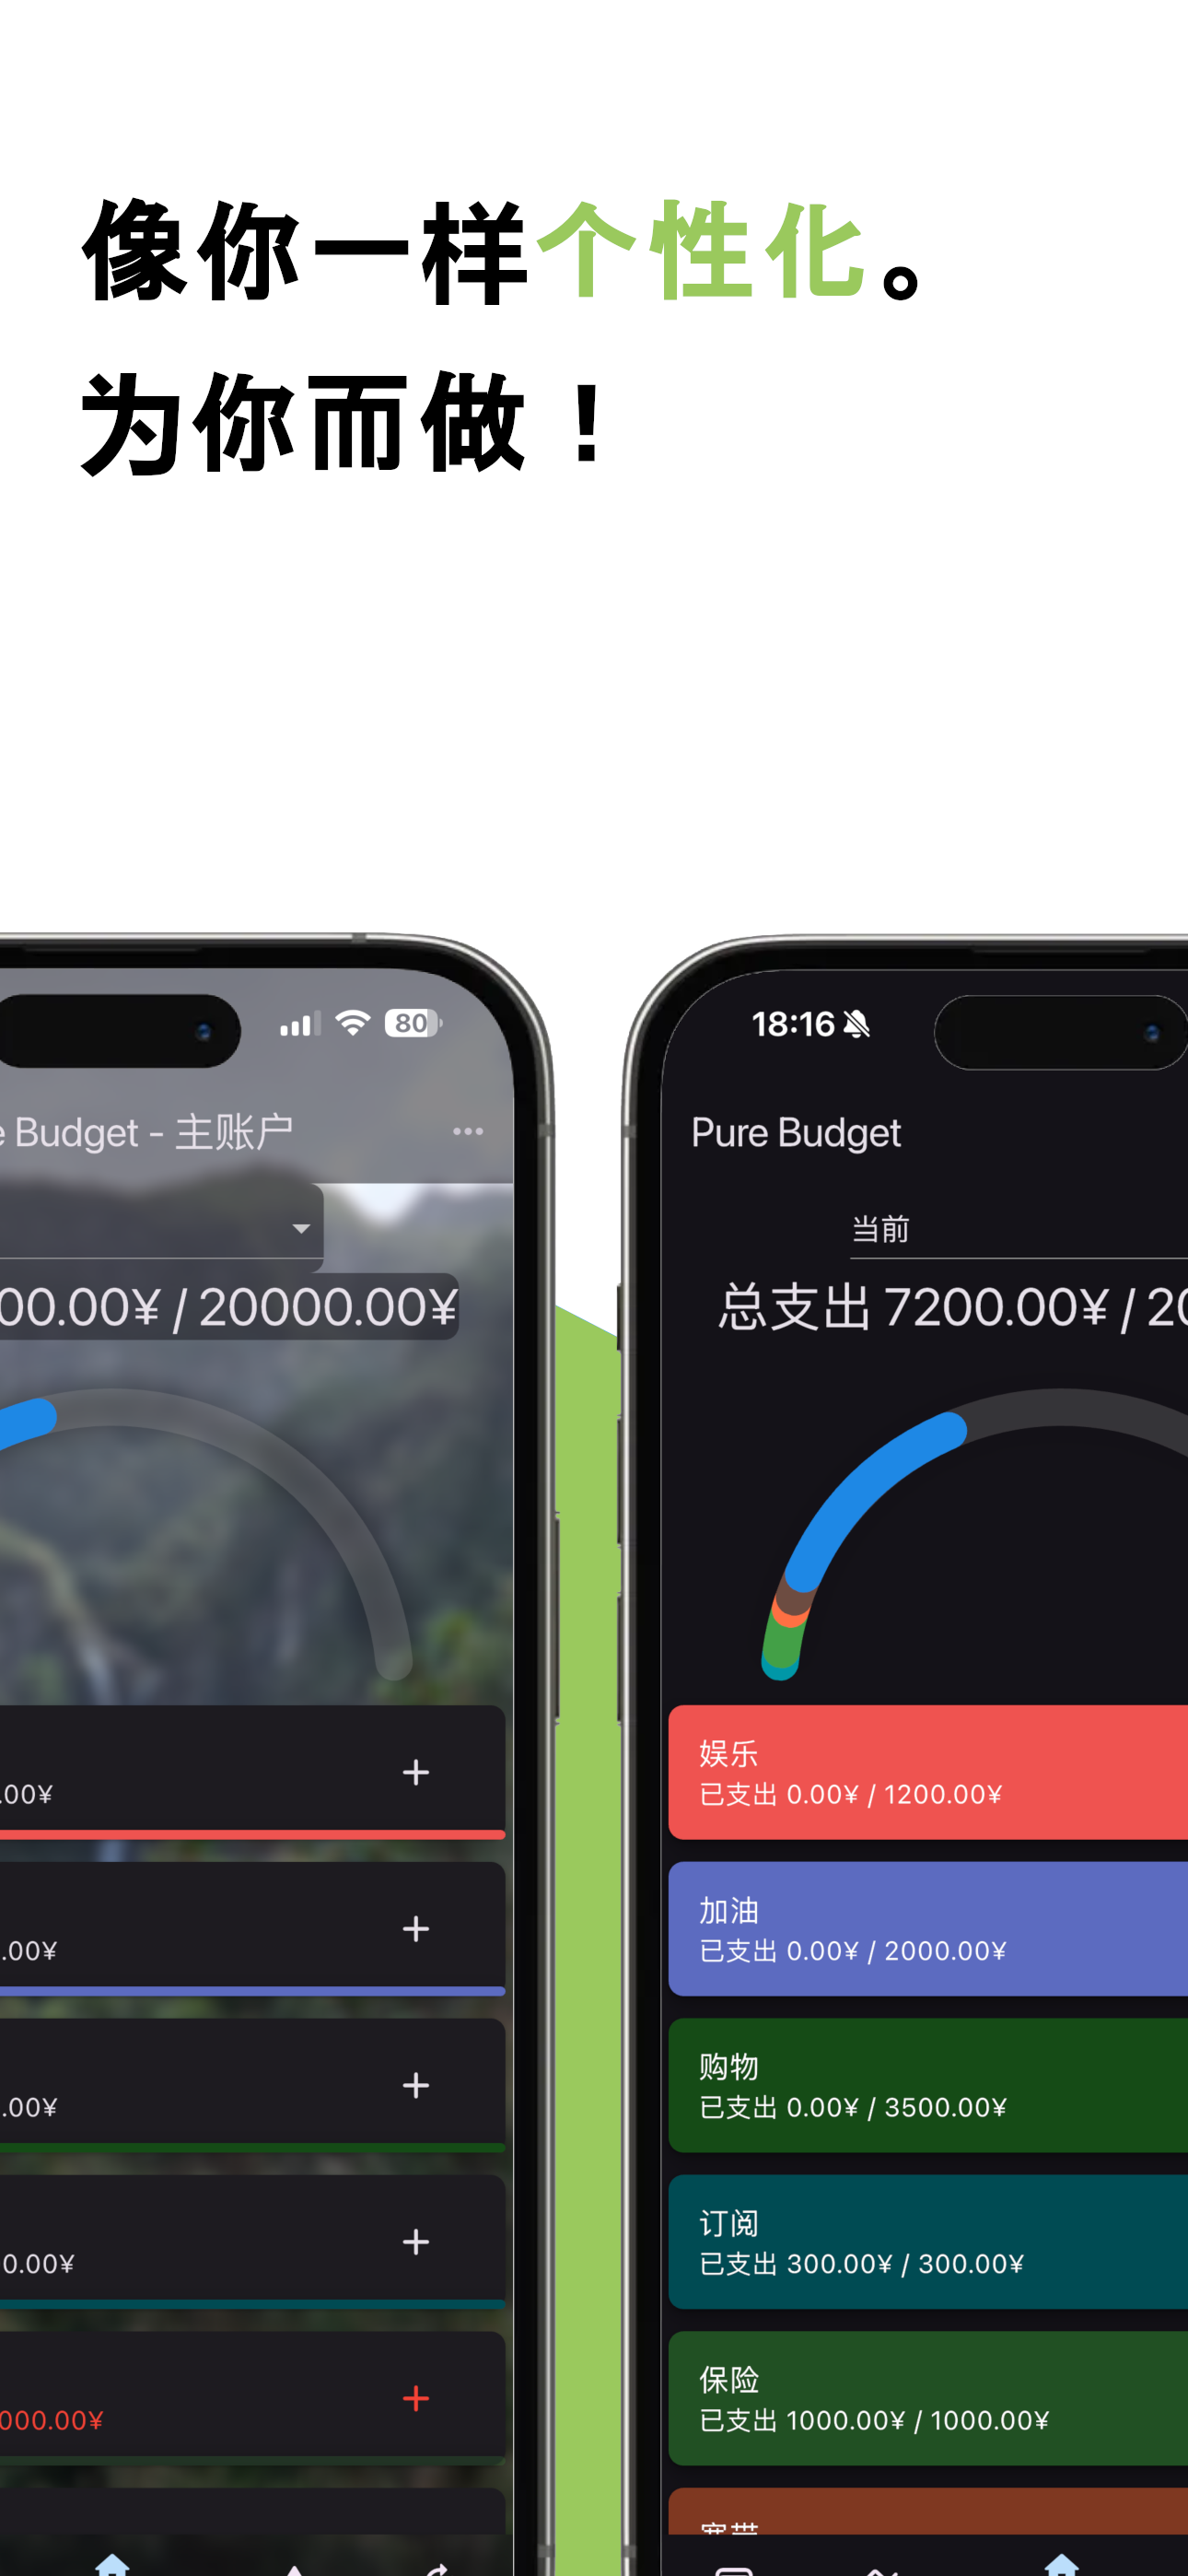 像你一样个性化。
为你而做！
80
Budget - 主账户
00.00¥ / 20000.00¥
.00¥
.00¥
.00¥
0.00¥
000.00¥
18:16
Pure Budget
当前
总支出 7200.00¥ / 20
娱乐
已支出 0.00¥ / 1200.00¥
加油
已支出 0.00¥ / 2000.00¥
购物
已支出 0.00¥ / 3500.00¥
订阅
已支出 300.00¥ / 300.00¥
保险
已支出 1000.00¥ / 1000.00¥